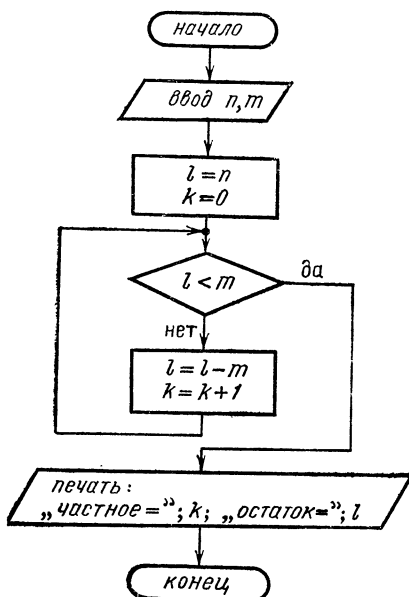 начало
ввод n,m
l=n
k=0
l<m
да
нет
l=l-m
k=k+1
печать:
„частное=”; k; „остаток=”; l
конец